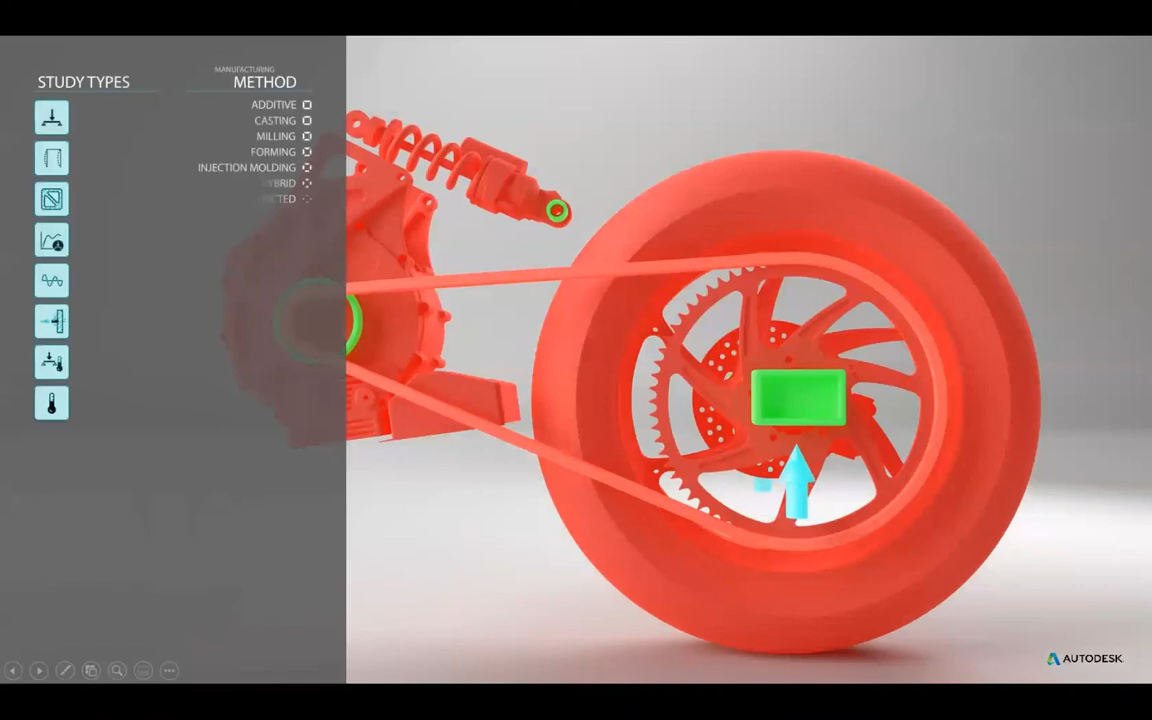 STUDY TYPES
MANUFACTURING
METHOD
ADDITIVE
CASTING
MILLING
FORMING
INJECTION MOLDING
AUTODESK.